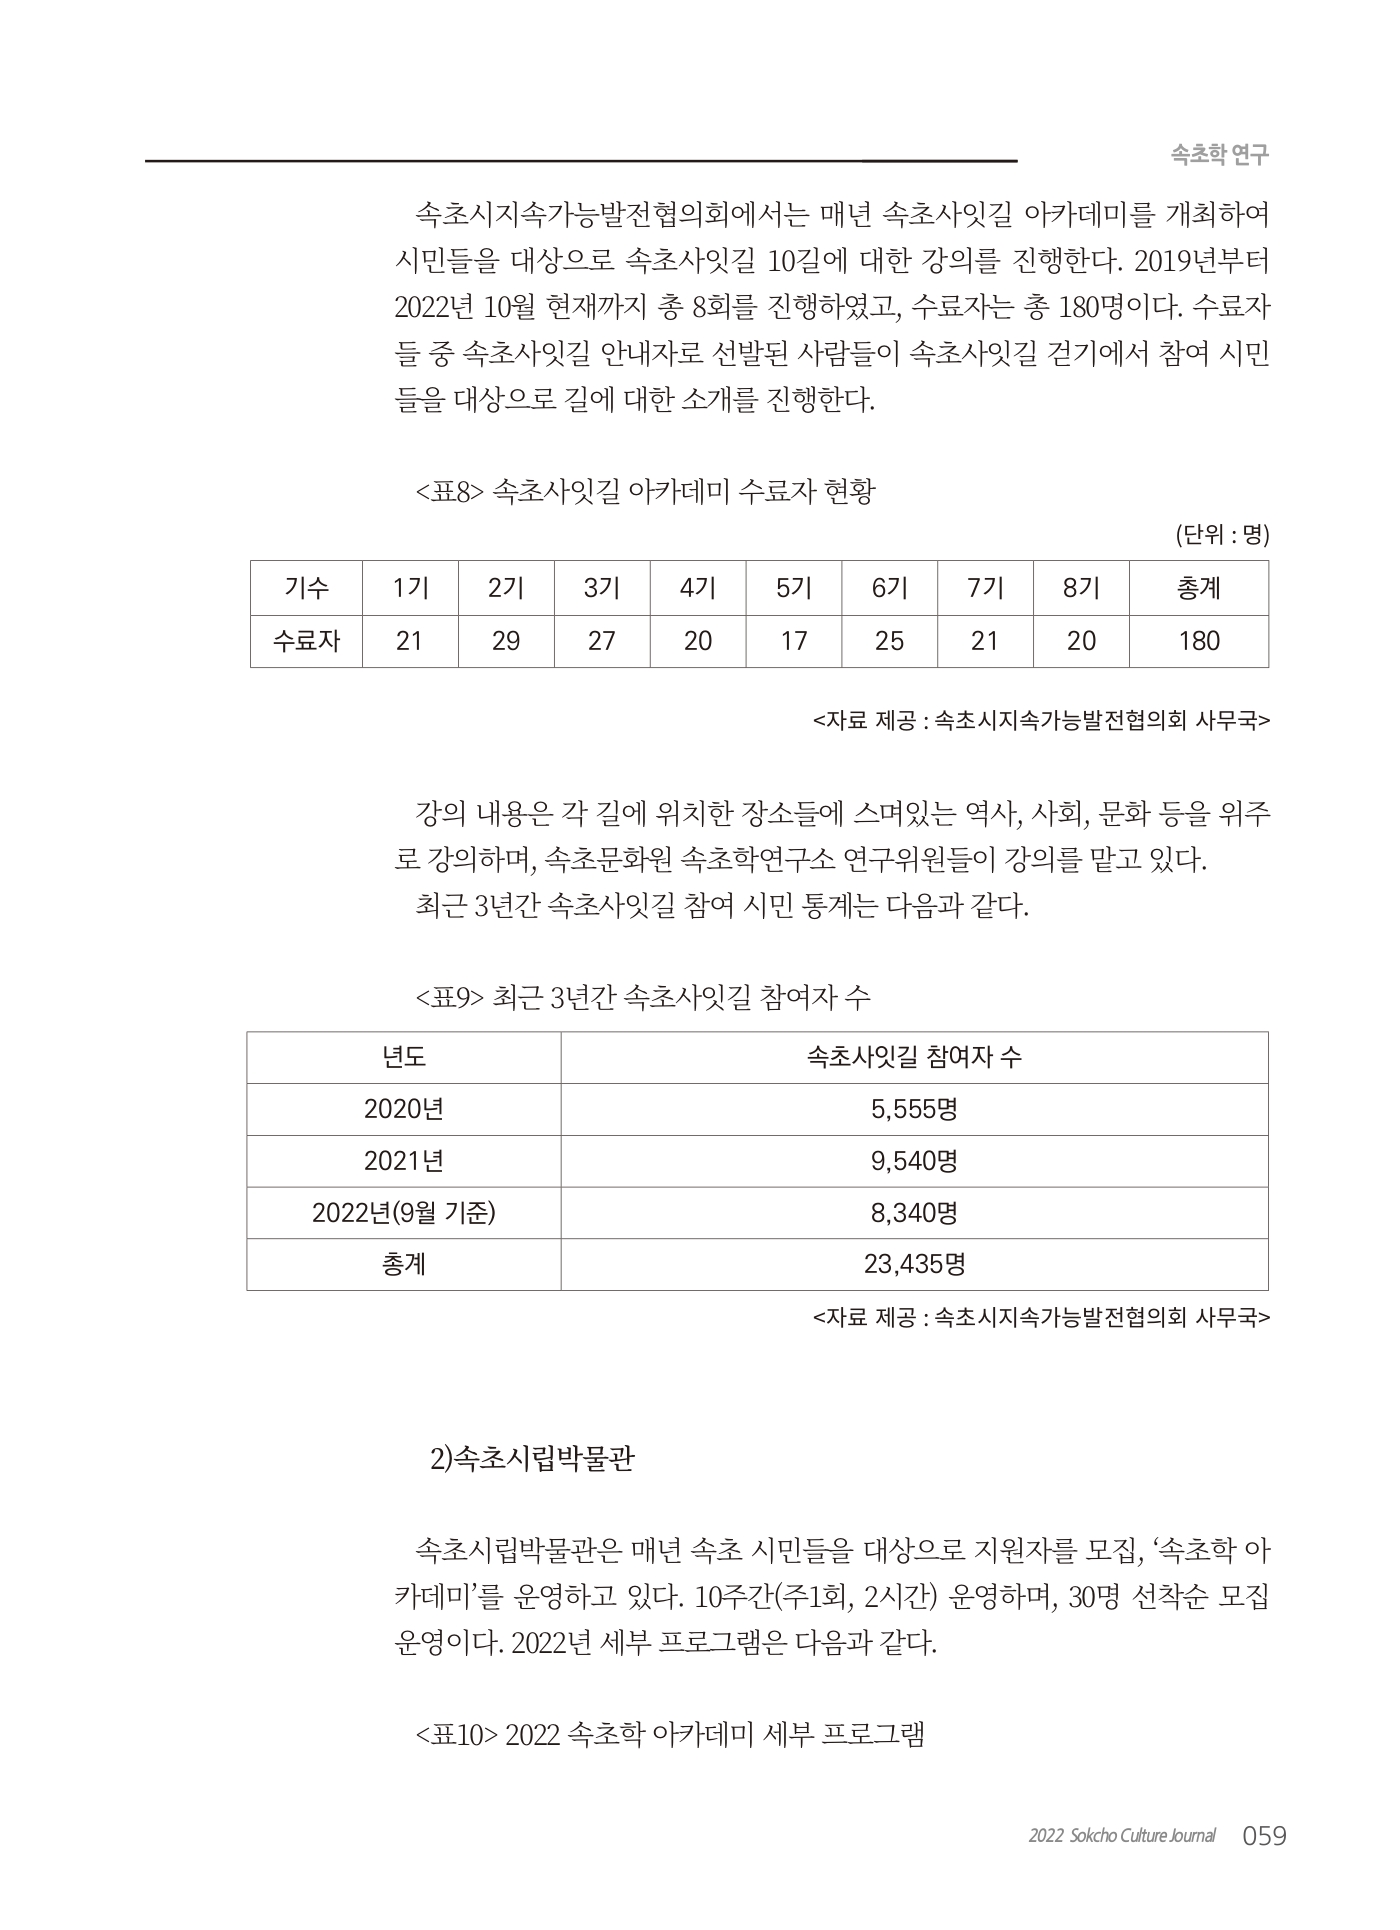 속초학 연구
속초시지속가능발전협의회에서는 매년 속초사잇길 아카데미를 개최하여
시민들을 대상으로 속초사잇길 10길에 대한 강의를 진행한다. 2019년부터
2022년 10월 현재까지 총 8회를 진행하였고, 수료자는 총 180명이다. 수료자
들 중 속초사잇길 안내자로 선발된 사람들이 속초사잇길 걷기에서 참여 시민
들을 대상으로 길에 대한 소개를 진행한다.
<표8> 속초사잇길 아카데미 수료자 현황
(단위 : 명)
기수 1기 2기 3기 4기 5기 6기 7기 8기 총계
수료자 21 29 27 20 17 25 21 20 180
<자료 제공 : 속초시지속가능발전협의회 사무국>
강의 내용은 각 길에 위치한 장소들에 스며있는 역사, 사회, 문화 등을 위주
로 강의하며, 속초문화원 속초학연구소 연구위원들이 강의를 맡고 있다.
최근 3년간 속초사잇길 참여 시민 통계는 다음과 같다.
<표9> 최근 3년간 속초사잇길 참여자 수
년도 속초사잇길 참여자 수
2020년 5,555명
2021년 9,540명
2022년(9월 기준) 8,340명
총계 23,435명
<자료 제공 : 속초시지속가능발전협의회 사무국>
2)속초시립박물관
속초시립박물관은 매년 속초 시민들을 대상으로 지원자를 모집, ‘속초학 아
카데미’를 운영하고 있다. 10주간(주1회, 2시간) 운영하며, 30명 선착순 모집
운영이다. 2022년 세부 프로그램은 다음과 같다.
<표10> 2022 속초학 아카데미 세부 프로그램
2022 Sokcho Culture Journal 059